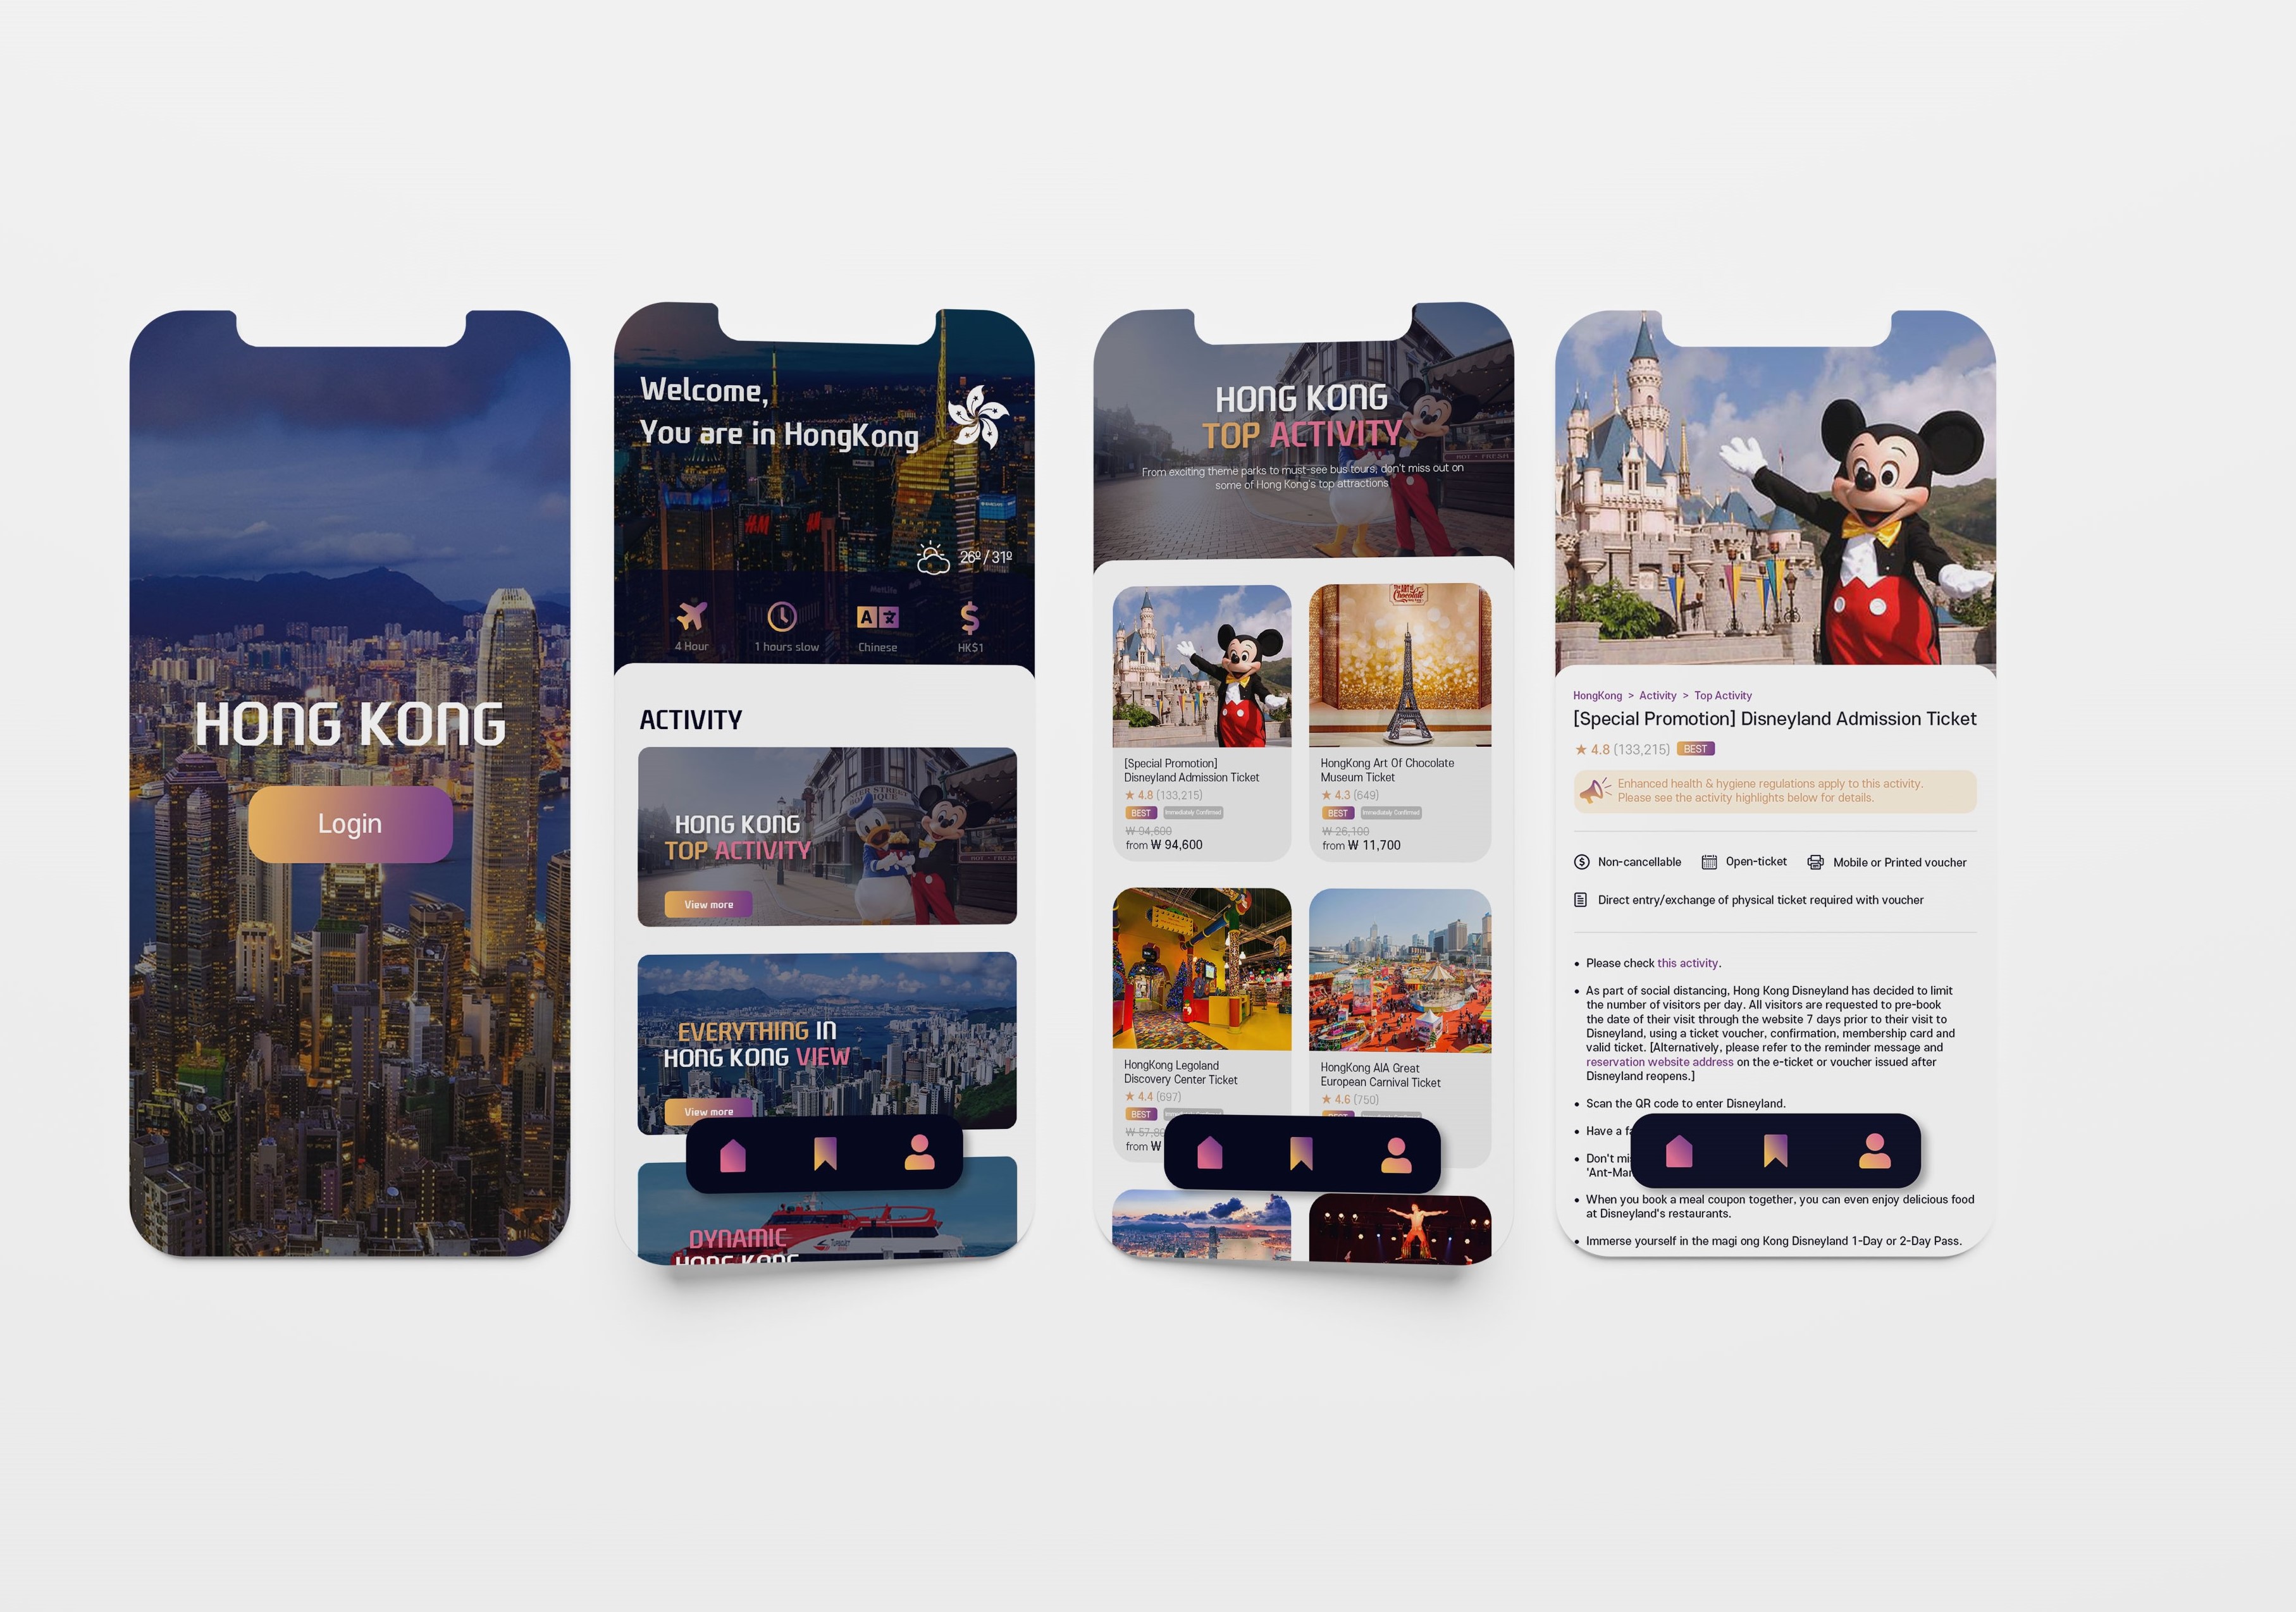 HONG KONG
Login
Welcome,
You are in HongKong
H&M
26º / 31º
4 Hour
1 hours slow
Chinese
HK$1
ACTIVITY
HONG KONG
TOP ACTIVITY
View more
EVERYTHING IN
HONG KONG VIEW
View more
DYNAMIC
HONG KONG
HONG KONG
TOP ACTIVITY
From exciting theme parks to must-see bus tours, don't miss out on
some of Hong Kong's top attractions
[Special Promotion]
Disneyland Admission Ticket
★ 4.8 (133,215)
BEST Immediately Confirmed
₩ 94,600
from ₩ 94,600
HongKong Art Of Chocolate
Museum Ticket
★ 4.3 (649)
BEST Immediately Confirmed
₩ 26,100
from ₩ 11,700
HongKong Legoland
Discovery Center Ticket
★ 4.4 (697)
BEST
₩ 57,80
from ₩
HongKong AIA Great
European Carnival Ticket
★ 4.6 (750)
HongKong > Activity > Top Activity
[Special Promotion] Disneyland Admission Ticket
★ 4.8 (133,215) BEST
Enhanced health & hygiene regulations apply to this activity.
Please see the activity highlights below for details.
Non-cancellable
Open-ticket
Mobile or Printed voucher
Direct entry/exchange of physical ticket required with voucher
• Please check this activity.
• As part of social distancing, Hong Kong Disneyland has decided to limit
the number of visitors per day. All visitors are requested to pre-book
the date of their visit through the website 7 days prior to their visit to
Disneyland, using a ticket voucher, confirmation, membership card and
valid ticket. [Alternatively, please refer to the reminder message and
reservation website address on the e-ticket or voucher issued after
Disneyland reopens.]
• Scan the QR code to enter Disneyland.
• Have a fa
• Don't mi
'Ant-Man
• When you book a meal coupon together, you can even enjoy delicious food
at Disneyland's restaurants.
• Immerse yourself in the magi ong Kong Disneyland 1-Day or 2-Day Pass.